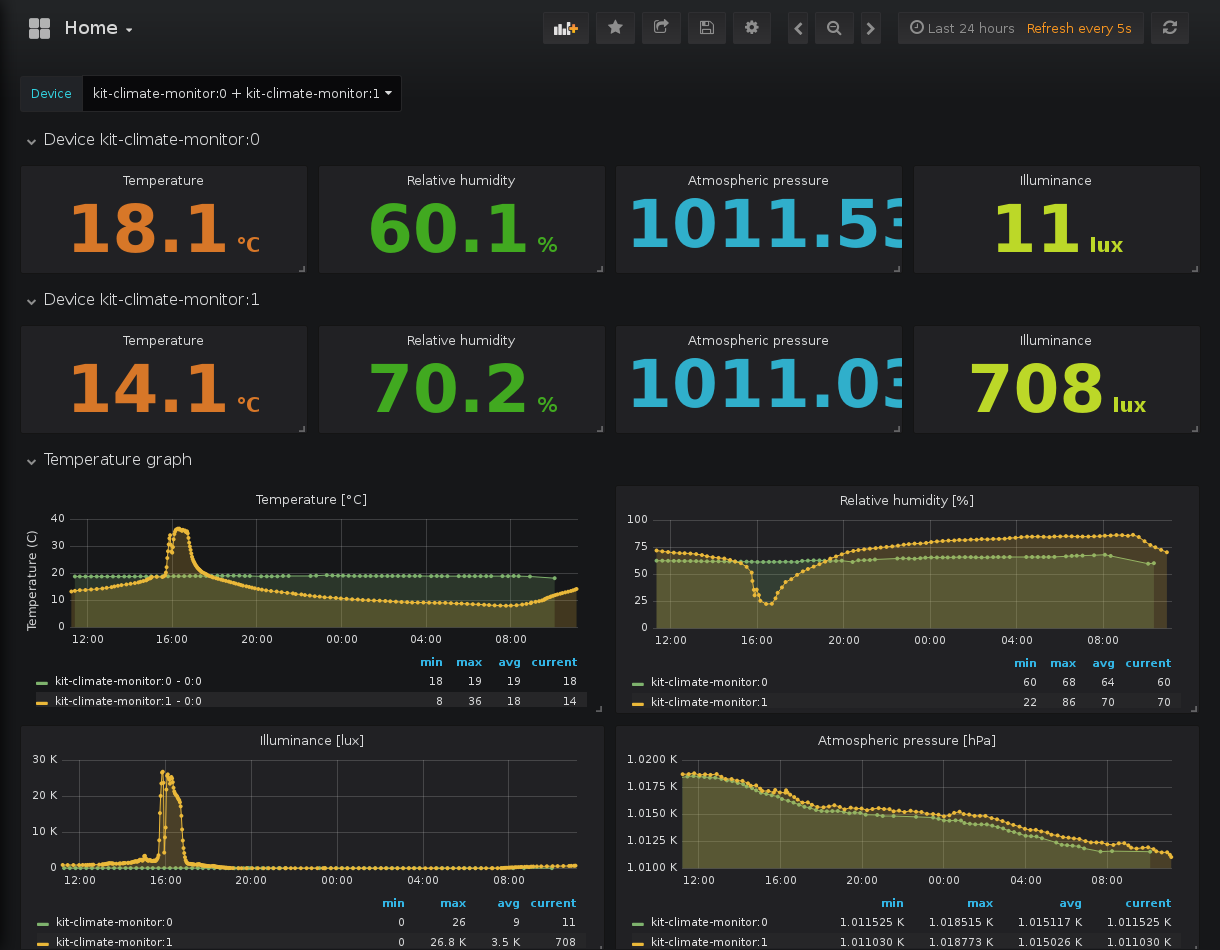 Home
Last 24 hours Refresh every 5s
Device kit-climate-monitor:0 + kit-climate-monitor:1
Device kit-climate-monitor:0
Temperature Relative humidity Atmospheric pressure Illuminance
18.1 °C 60.1 % 1011.53 11 lux
Device kit-climate-monitor:1
Temperature Relative humidity Atmospheric pressure Illuminance
14.1 °C 70.2 % 1011.03 708 lux
Temperature graph
Temperature [°C]
Temperature (C)
40
30
20
10
0
12:00 16:00 20:00 00:00 04:00 08:00
min max avg current
kit-climate-monitor:0 - 0:0 18 19 19 18
kit-climate-monitor:1 - 0:0 8 36 18 14
Relative humidity [%]
100
75
50
25
0
12:00 16:00 20:00 00:00 04:00 08:00
min max avg current
kit-climate-monitor:0 60 68 64 60
kit-climate-monitor:1 22 86 70 70
Illuminance [lux]
30 K
20 K
10 K
0
12:00 16:00 20:00 00:00 04:00 08:00
min max avg current
kit-climate-monitor:0 0 26 9 11
kit-climate-monitor:1 0 26.8 K 3.5 K 708
Atmospheric pressure [hPa]
1.0200 K
1.0175 K
1.0150 K
1.0125 K
1.0100 K
12:00 16:00 20:00 00:00 04:00 08:00
min max avg current
kit-climate-monitor:0 1.011525 K 1.018515 K 1.015117 K 1.011525 K
kit-climate-monitor:1 1.011030 K 1.018773 K 1.015026 K 1.011030 K